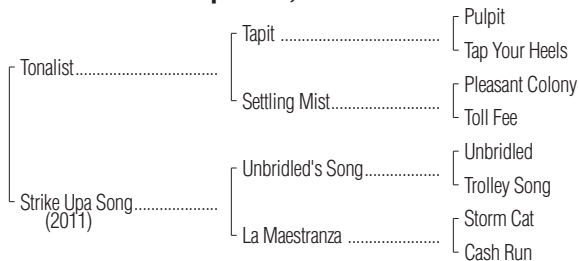 Pulpit
Tapit ................................
Tap Your Heels
Tonalist.............................
Pleasant Colony
Settling Mist......................
Toll Fee
Unbridled
Unbridled's Song...............
Trolley Song
Strike Upa Song.................
(2011)
Storm Cat
La Maestranza ..................
Cash Run